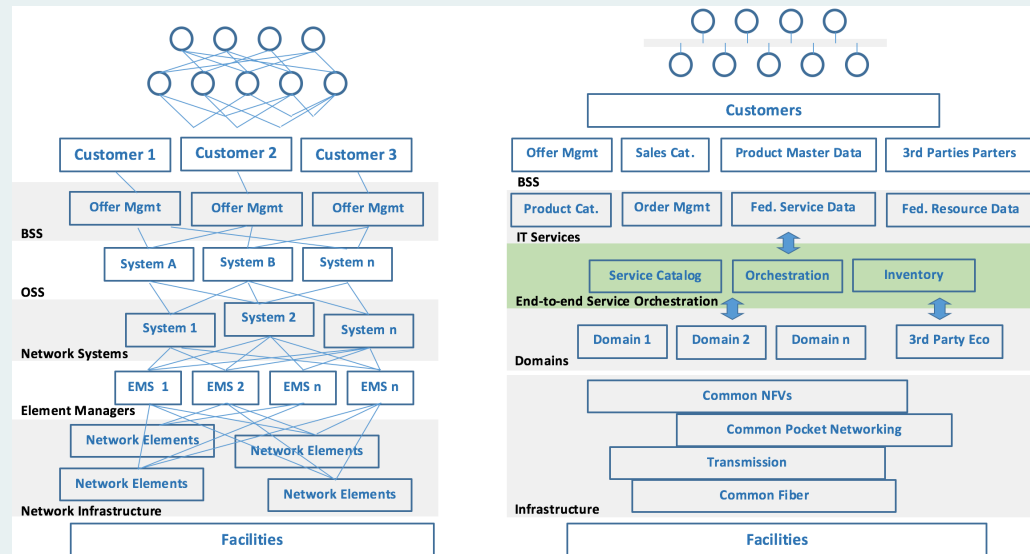 Customer 1
Customer 2
Customer 3
Offer Mgmt
Offer Mgmt
Offer Mgmt
BSS
System A
System B
System n
OSS
System 1
System 2
System n
Network Systems
EMS 1
EMS 2
EMS n
EMS n
Element Managers
Network Elements
Network Elements
Network Elements
Network Elements
Network Infrastructure
Facilities
Customers
Offer Mgmt
Sales Cat.
Product Master Data
3rd Parties Parters
BSS
Product Cat.
Order Mgmt
Fed. Service Data
Fed. Resource Data
IT Services
Service Catalog
Orchestration
Inventory
End-to-end Service Orchestration
Domain 1
Domain 2
Domain n
3rd Party Eco
Domains
Common NFVs
Common Pocket Networking
Transmission
Common Fiber
Infrastructure
Facilities